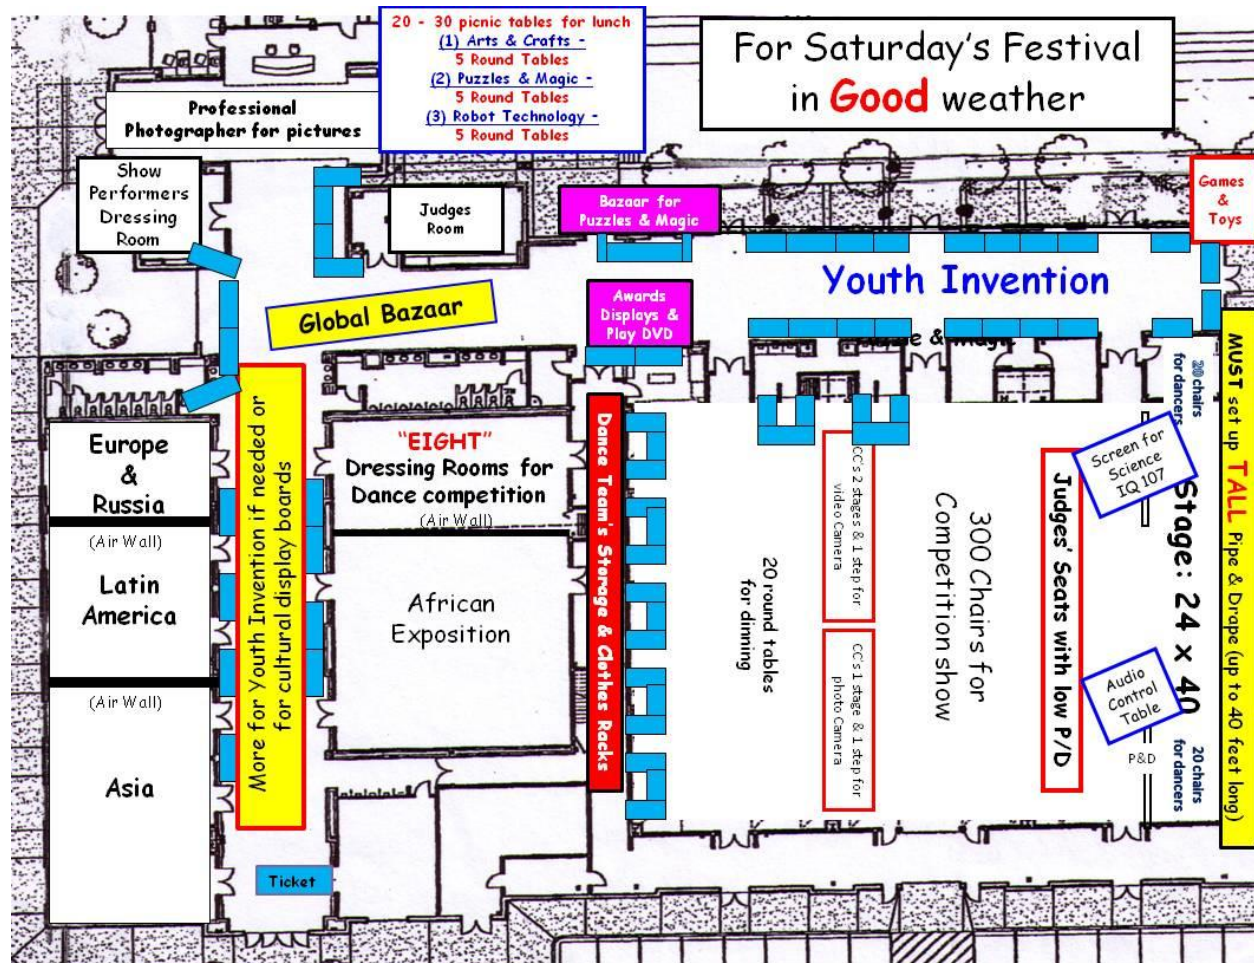 20 - 30 picnic tables for lunch
(1) Arts & Crafts -
5 Round Tables
(2) Puzzles & Magic -
5 Round Tables
(3) Robot Technology -
5 Round Tables
For Saturday's Festival
in Good weather
Professional
Photographer for pictures
Show
Performers
Dressing
Room
Judges
Room
Bazaar for
Puzzles & Magic
Games
&
Toys
Youth Invention
Global Bazaar
Awards
Displays &
Play DVD
MUST set up TALL Pipe & Drape (up to 40 feet long)
20 chairs
for dancers
Europe
&
Russia
(Air Wall)
Latin
America
(Air Wall)
Asia
More for Youth Invention if needed or
for cultural display boards
"EIGHT"
Dressing Rooms for
Dance competition
(Air Wall)
African
Exposition
Dance Team's Storage & Clothes Racks
20 round tables
for dinning
CC's 2 stages & 1 step for
video Camera
CC's 1 stage & 1 step for
photo Camera
300 Chairs for
Competition show
Judges' Seats with low P/D
Screen for
Science
IQ 107
Stage: 24 x 40
Audio
Control
Table
P&D
20 chairs
for dancers
Ticket